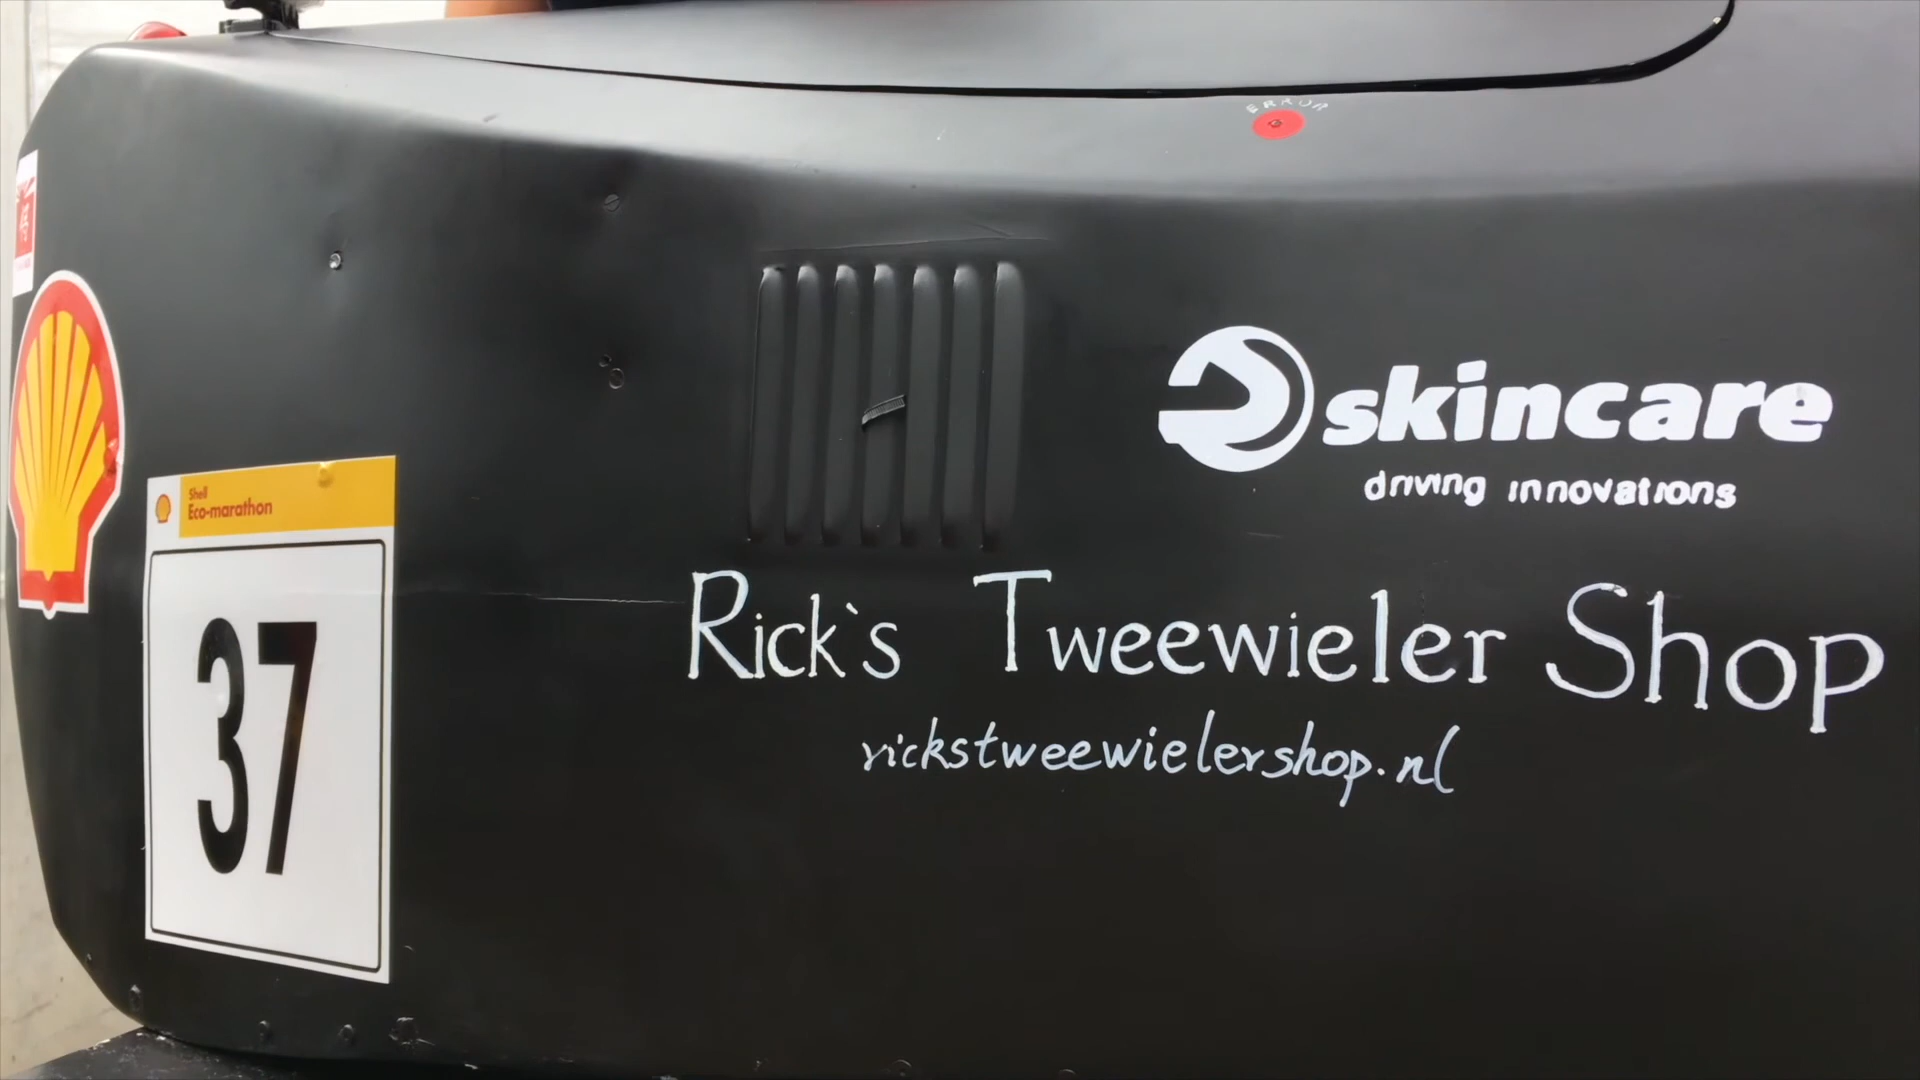 ERROR
skincare
driving innovations
Shell
Eco-marathon
37
Rick's Tweewieler Shop
rickstweewielershop.nl